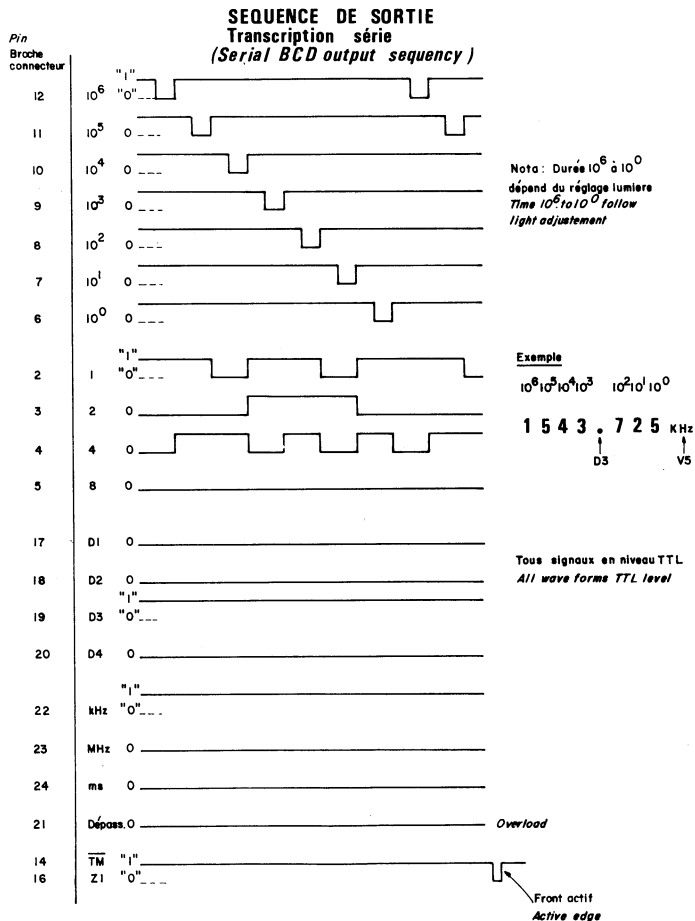 SEQUENCE DE SORTIE
Transcription série
(Serial BCD output sequency)
Pin
Broche
connecteur
"1"
12 10⁶ "0"
11 10⁵ 0
10 10⁴ 0
9 10³ 0
8 10² 0
7 10¹ 0
6 10⁰ 0
Nota : Durée 10⁶ à 10⁰
dépend du réglage lumiere
Time 10⁶ to 10⁰ follow
light adjustement
"1"
2 1 "0"
3 2 0
4 4 0
5 8 0
Exemple
10⁶10⁵10⁴10³ 10²10¹10⁰
1 5 4 3 . 7 2 5 KHz
D3 V5
17 D1 0
18 D2 0
"1"
19 D3 "0"
20 D4 0
Tous signaux en niveau TTL
All wave forms TTL level
"1"
22 kHz "0"
23 MHz 0
24 ms 0
21 Dépass. 0 Overload
14 T̅M̅ "1"
16 Z1 "0"
Front actif
Active edge